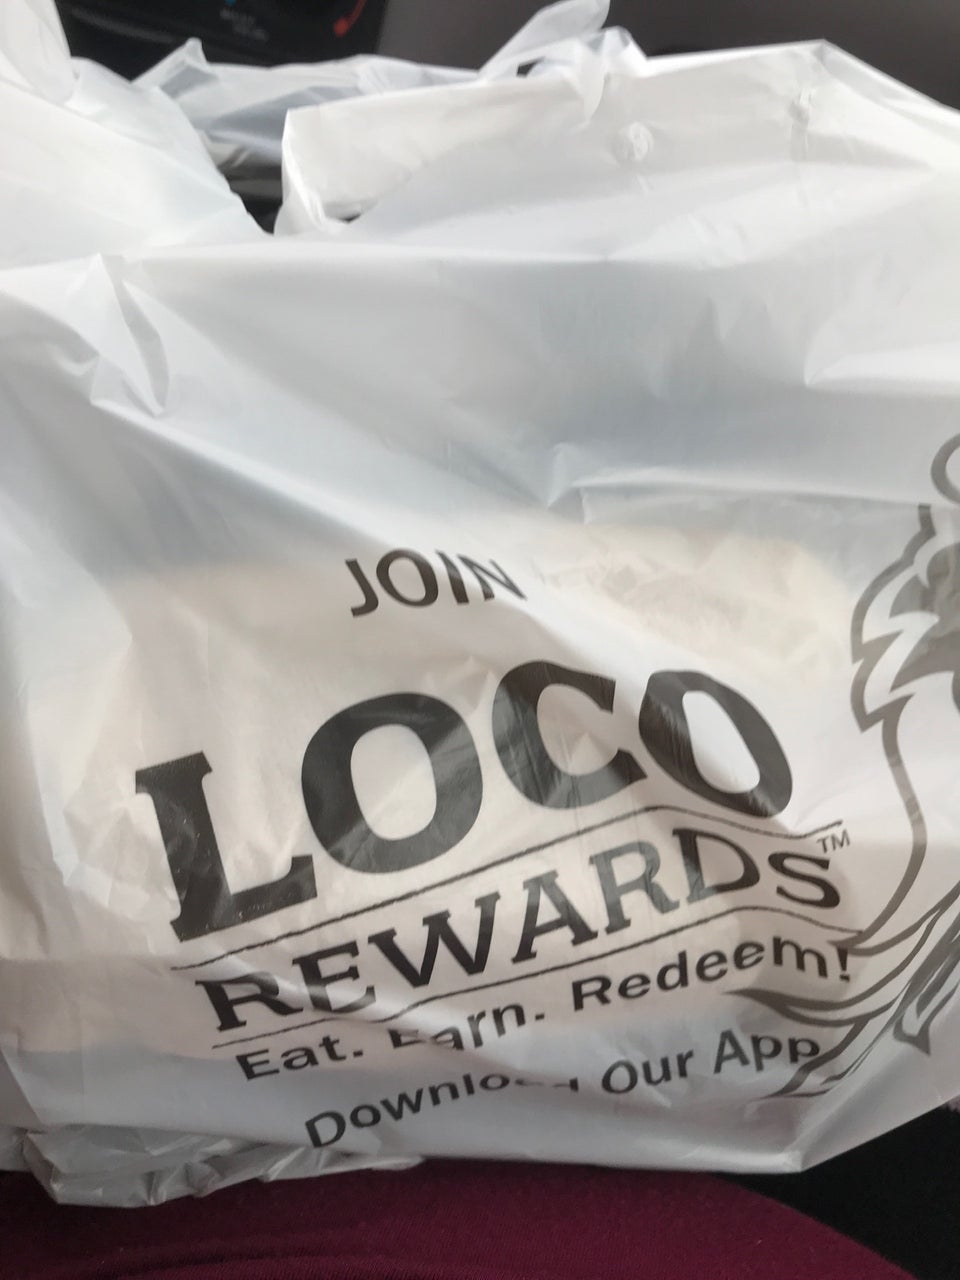 JOIN
LOCO
REWARDS™
Eat. Earn. Redeem!
Download Our App